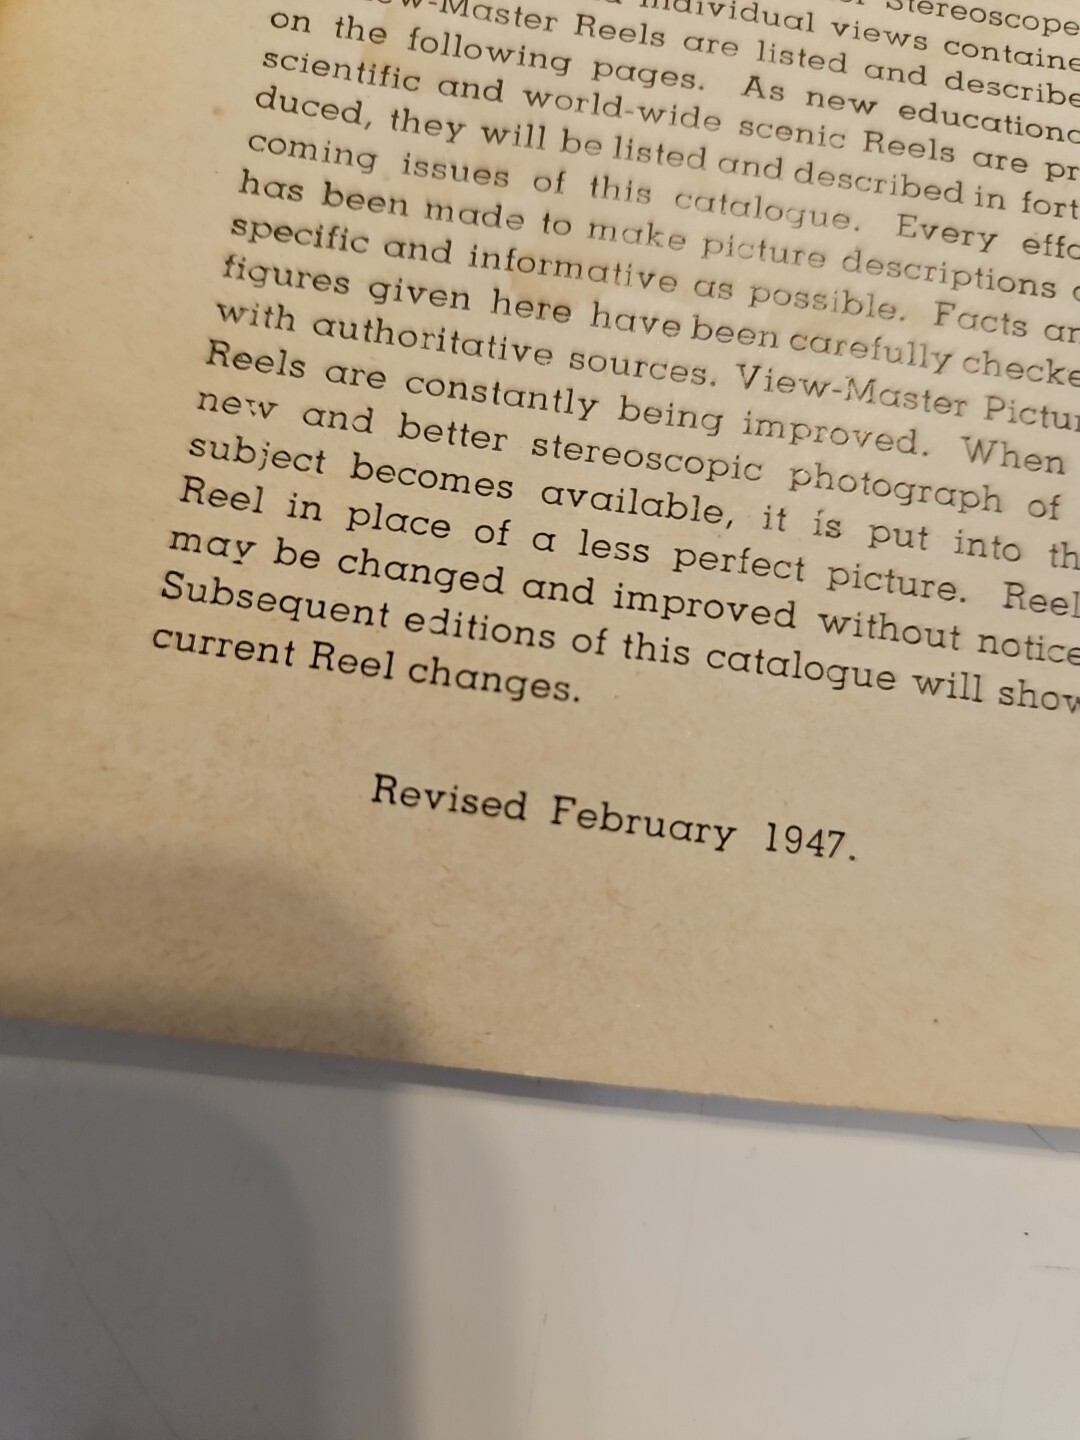 Stereoscope
-Master Reels are listed and describe
individual views containe
on the following pages. As new educationa
scientific and world-wide scenic Reels are pr
duced, they will be listed and described in fort
coming issues of this catalogue. Every effo
has been made to make picture descriptions
specific and informative as possible. Facts an
figures given here have been carefully checke
with authoritative sources. View-Master Pictur
Reels are constantly being improved. When
new and better stereoscopic photograph of
subject becomes available, it is put into th
Reel in place of a less perfect picture. Reel
may be changed and improved without notice
Subsequent editions of this catalogue will show
current Reel changes.
Revised February 1947.